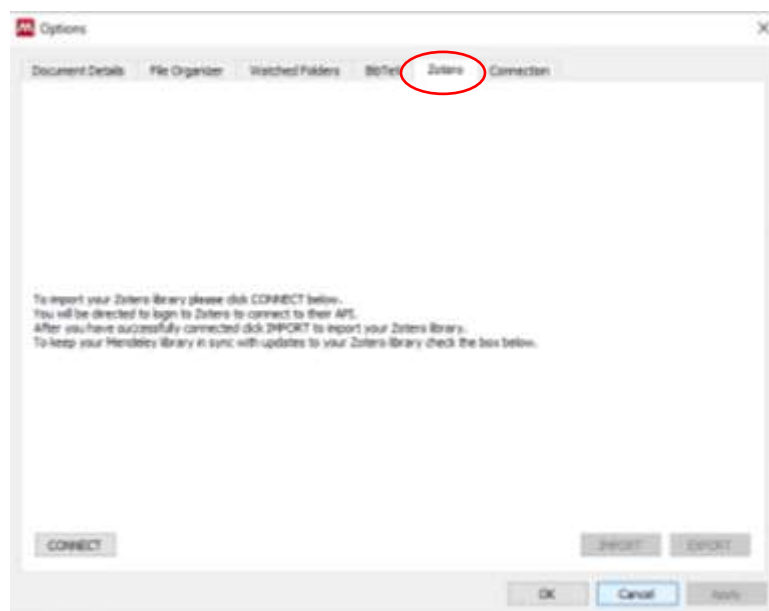 Options
Document Details File Organizer Watched Folders BibTeX Zotero Connection
To import your Zotero library please click CONNECT below.
You will be directed to login to Zotero to connect to their API.
After you have successfully connected click IMPORT to import your Zotero library.
To keep your Mendeley library in sync with updates to your Zotero library check the box below.
CONNECT IMPORT EXPORT
OK Cancel Apply